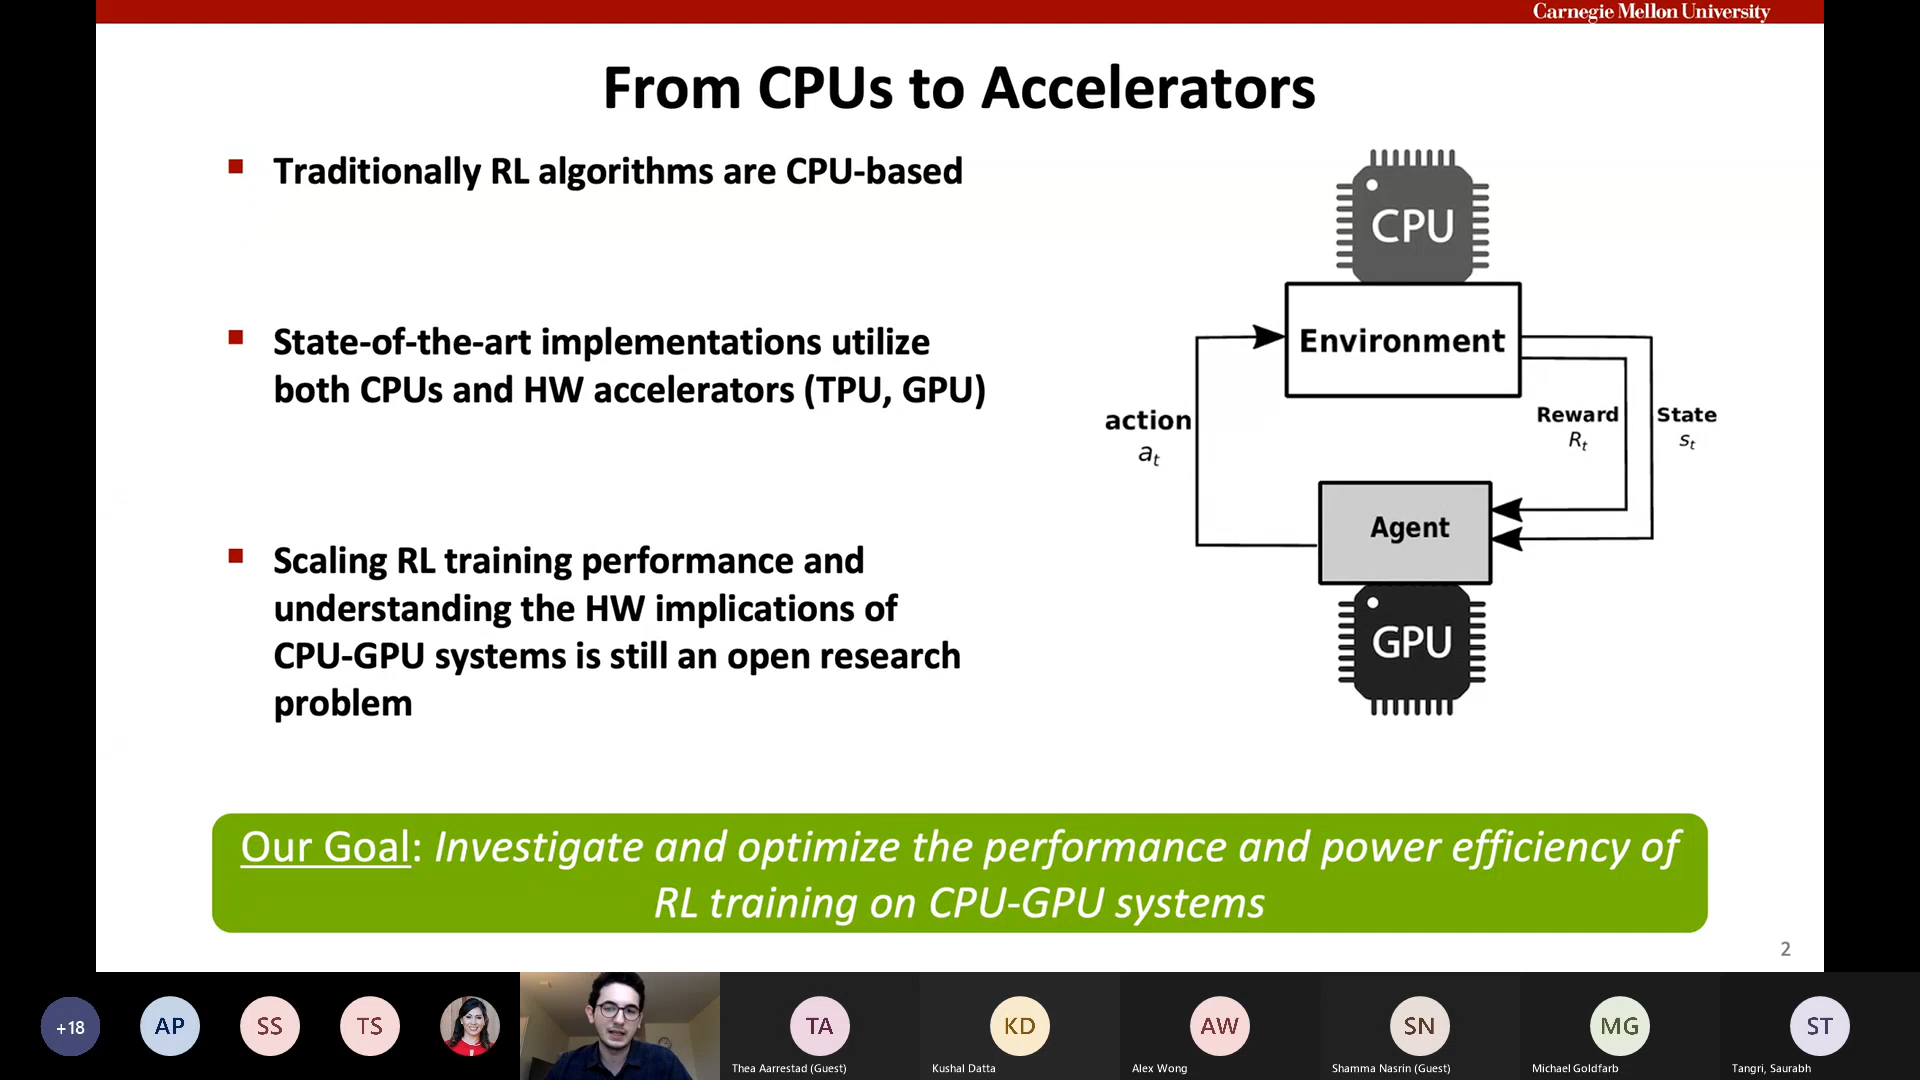 Carnegie Mellon University
From CPUs to Accelerators
Traditionally RL algorithms are CPU-based
State-of-the-art implementations utilize
both CPUs and HW accelerators (TPU, GPU)
Scaling RL training performance and
understanding the HW implications of
CPU-GPU systems is still an open research
problem
CPU
Environment
action
a_t
Reward
R_t
State
s_t
Agent
GPU
Our Goal: Investigate and optimize the performance and power efficiency of
RL training on CPU-GPU systems
2
+18
AP
SS
TS
TA
KD
AW
SN
MG
ST
Thea Aarrestad (Guest)
Kushal Datta
Alex Wong
Shamma Nasrin (Guest)
Michael Goldfarb
Tangri, Saurabh